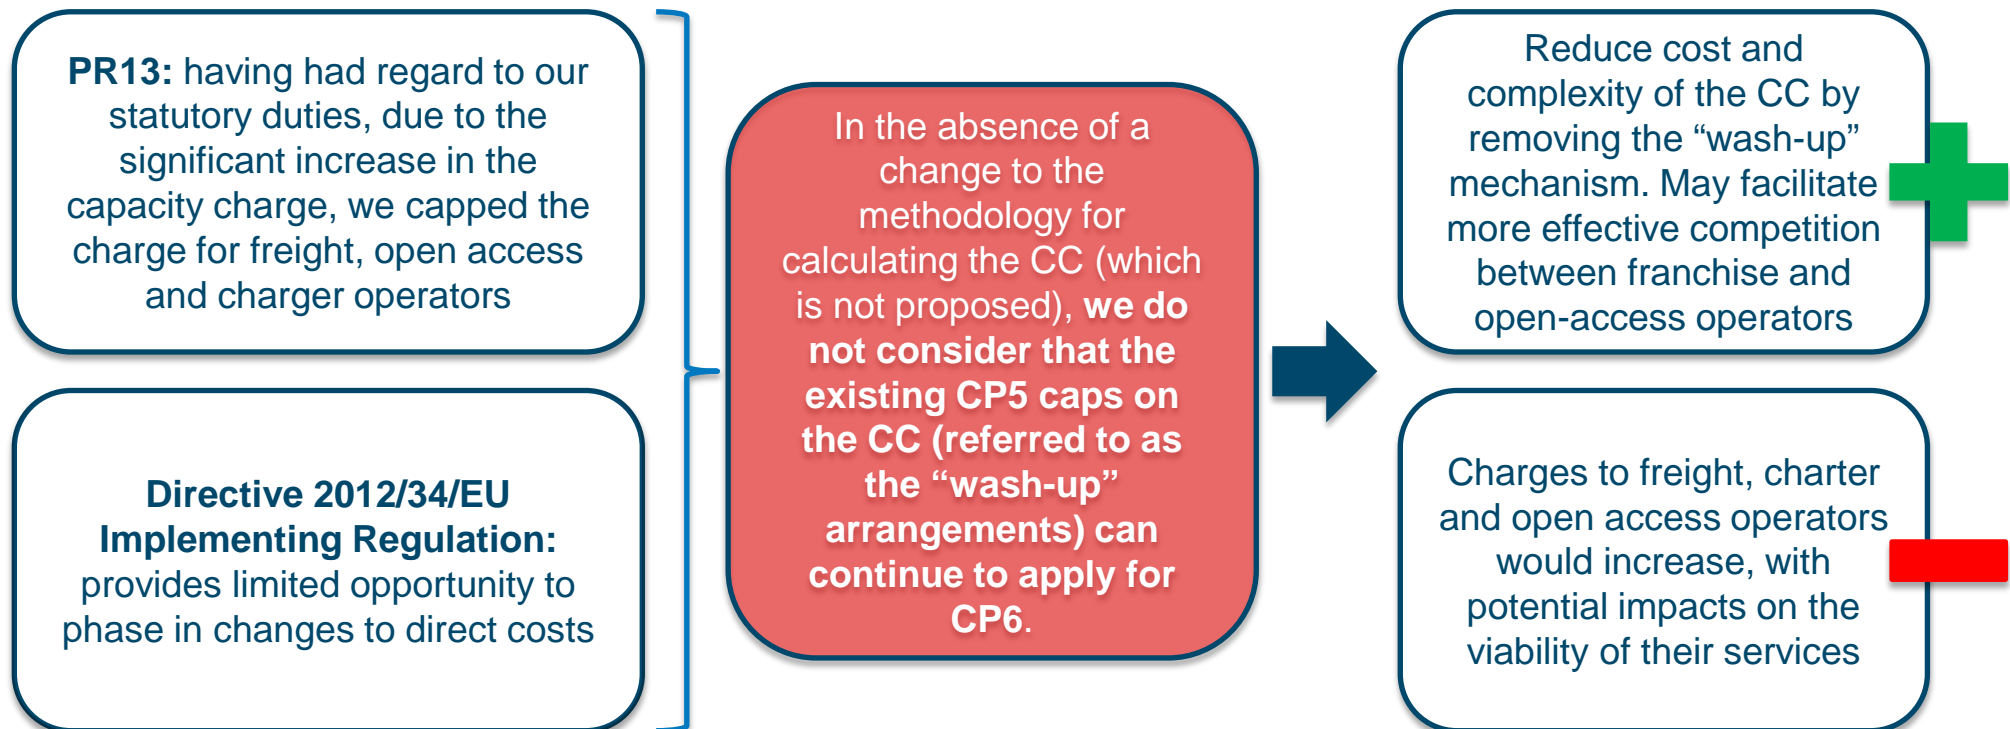 PR13: having had regard to our
statutory duties, due to the
significant increase in the
capacity charge, we capped the
charge for freight, open access
and charger operators
Directive 2012/34/EU
Implementing Regulation:
provides limited opportunity to
phase in changes to direct costs
In the absence of a
change to the
methodology for
calculating the CC (which
is not proposed), we do
not consider that the
existing CP5 caps on
the CC (referred to as
the “wash-up”
arrangements) can
continue to apply for
CP6.
Reduce cost and
complexity of the CC by
removing the “wash-up”
mechanism. May facilitate
more effective competition
between franchise and
open-access operators
Charges to freight, charter
and open access operators
would increase, with
potential impacts on the
viability of their services